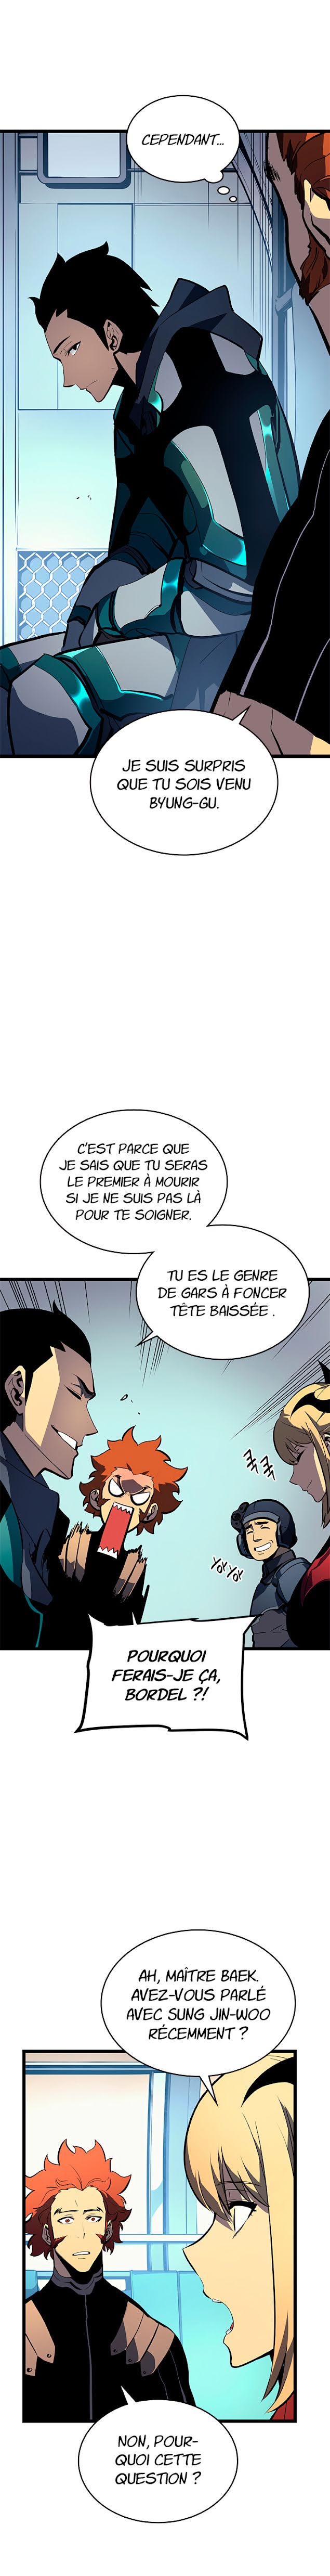 CEPENDANT...
JE SUIS SURPRIS
QUE TU SOIS VENU
BYUNG-GU.
C'EST PARCE QUE
JE SAIS QUE TU SERAS
LE PREMIER À MOURIR
SI JE NE SUIS PAS LÀ
POUR TE SOIGNER.
TU ES LE GENRE
DE GARS À FONCER
TÊTE BAISSÉE .
POURQUOI
FERAIS-JE ÇA,
BORDEL ?!
AH, MAÎTRE BAEK.
AVEZ-VOUS PARLÉ
AVEC SUNG JIN-WOO
RÉCEMMENT ?
NON, POUR-
QUOI CETTE
QUESTION ?